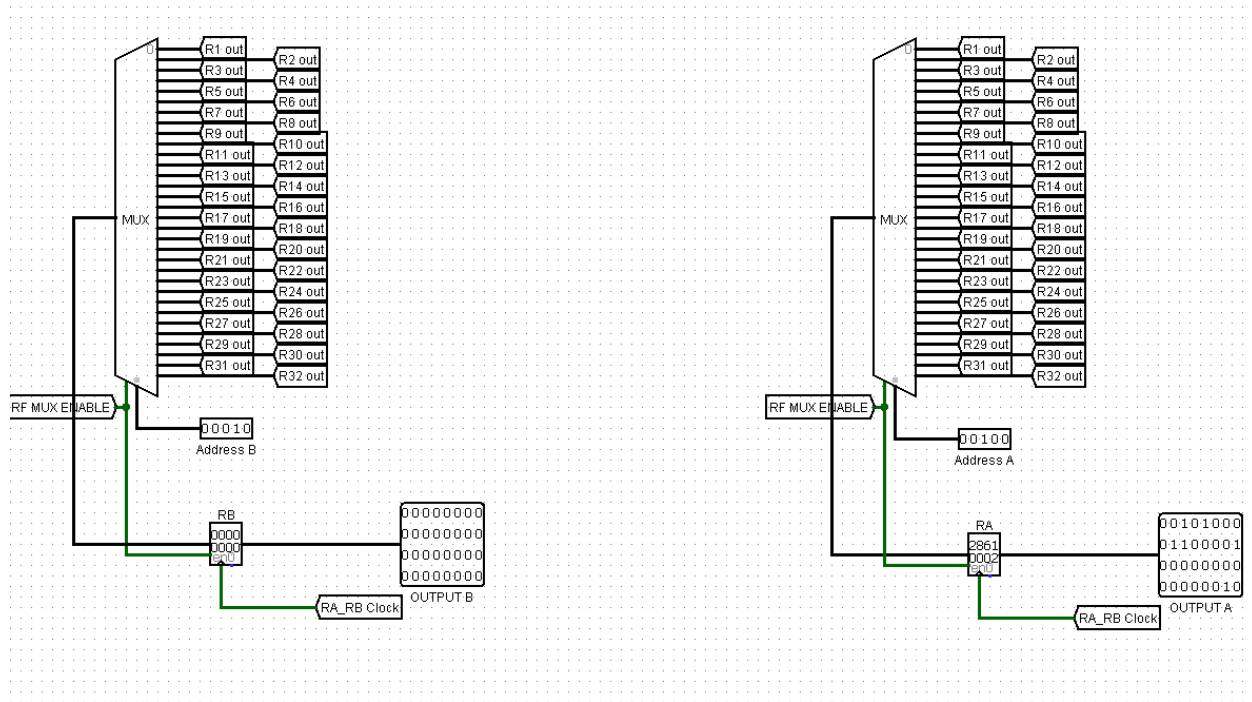 0
R1 out
R2 out
R3 out
R4 out
R5 out
R6 out
R7 out
R8 out
R9 out
R10 out
R11 out
R12 out
R13 out
R14 out
R15 out
R16 out
R17 out
MUX
R18 out
R19 out
R20 out
R21 out
R22 out
R23 out
R24 out
R25 out
R26 out
R27 out
R28 out
R29 out
R30 out
R31 out
R32 out
RF MUX ENABLE
00010
Address B
RB
0000
0000
en0
00000000
00000000
00000000
00000000
OUTPUT B
RA_RB Clock
0
R1 out
R2 out
R3 out
R4 out
R5 out
R6 out
R7 out
R8 out
R9 out
R10 out
R11 out
R12 out
R13 out
R14 out
R15 out
R16 out
R17 out
MUX
R18 out
R19 out
R20 out
R21 out
R22 out
R23 out
R24 out
R25 out
R26 out
R27 out
R28 out
R29 out
R30 out
R31 out
R32 out
RF MUX ENABLE
00100
Address A
RA
2861
0002
en0
00101000
01100001
00000000
00000010
OUTPUT A
RA_RB Clock